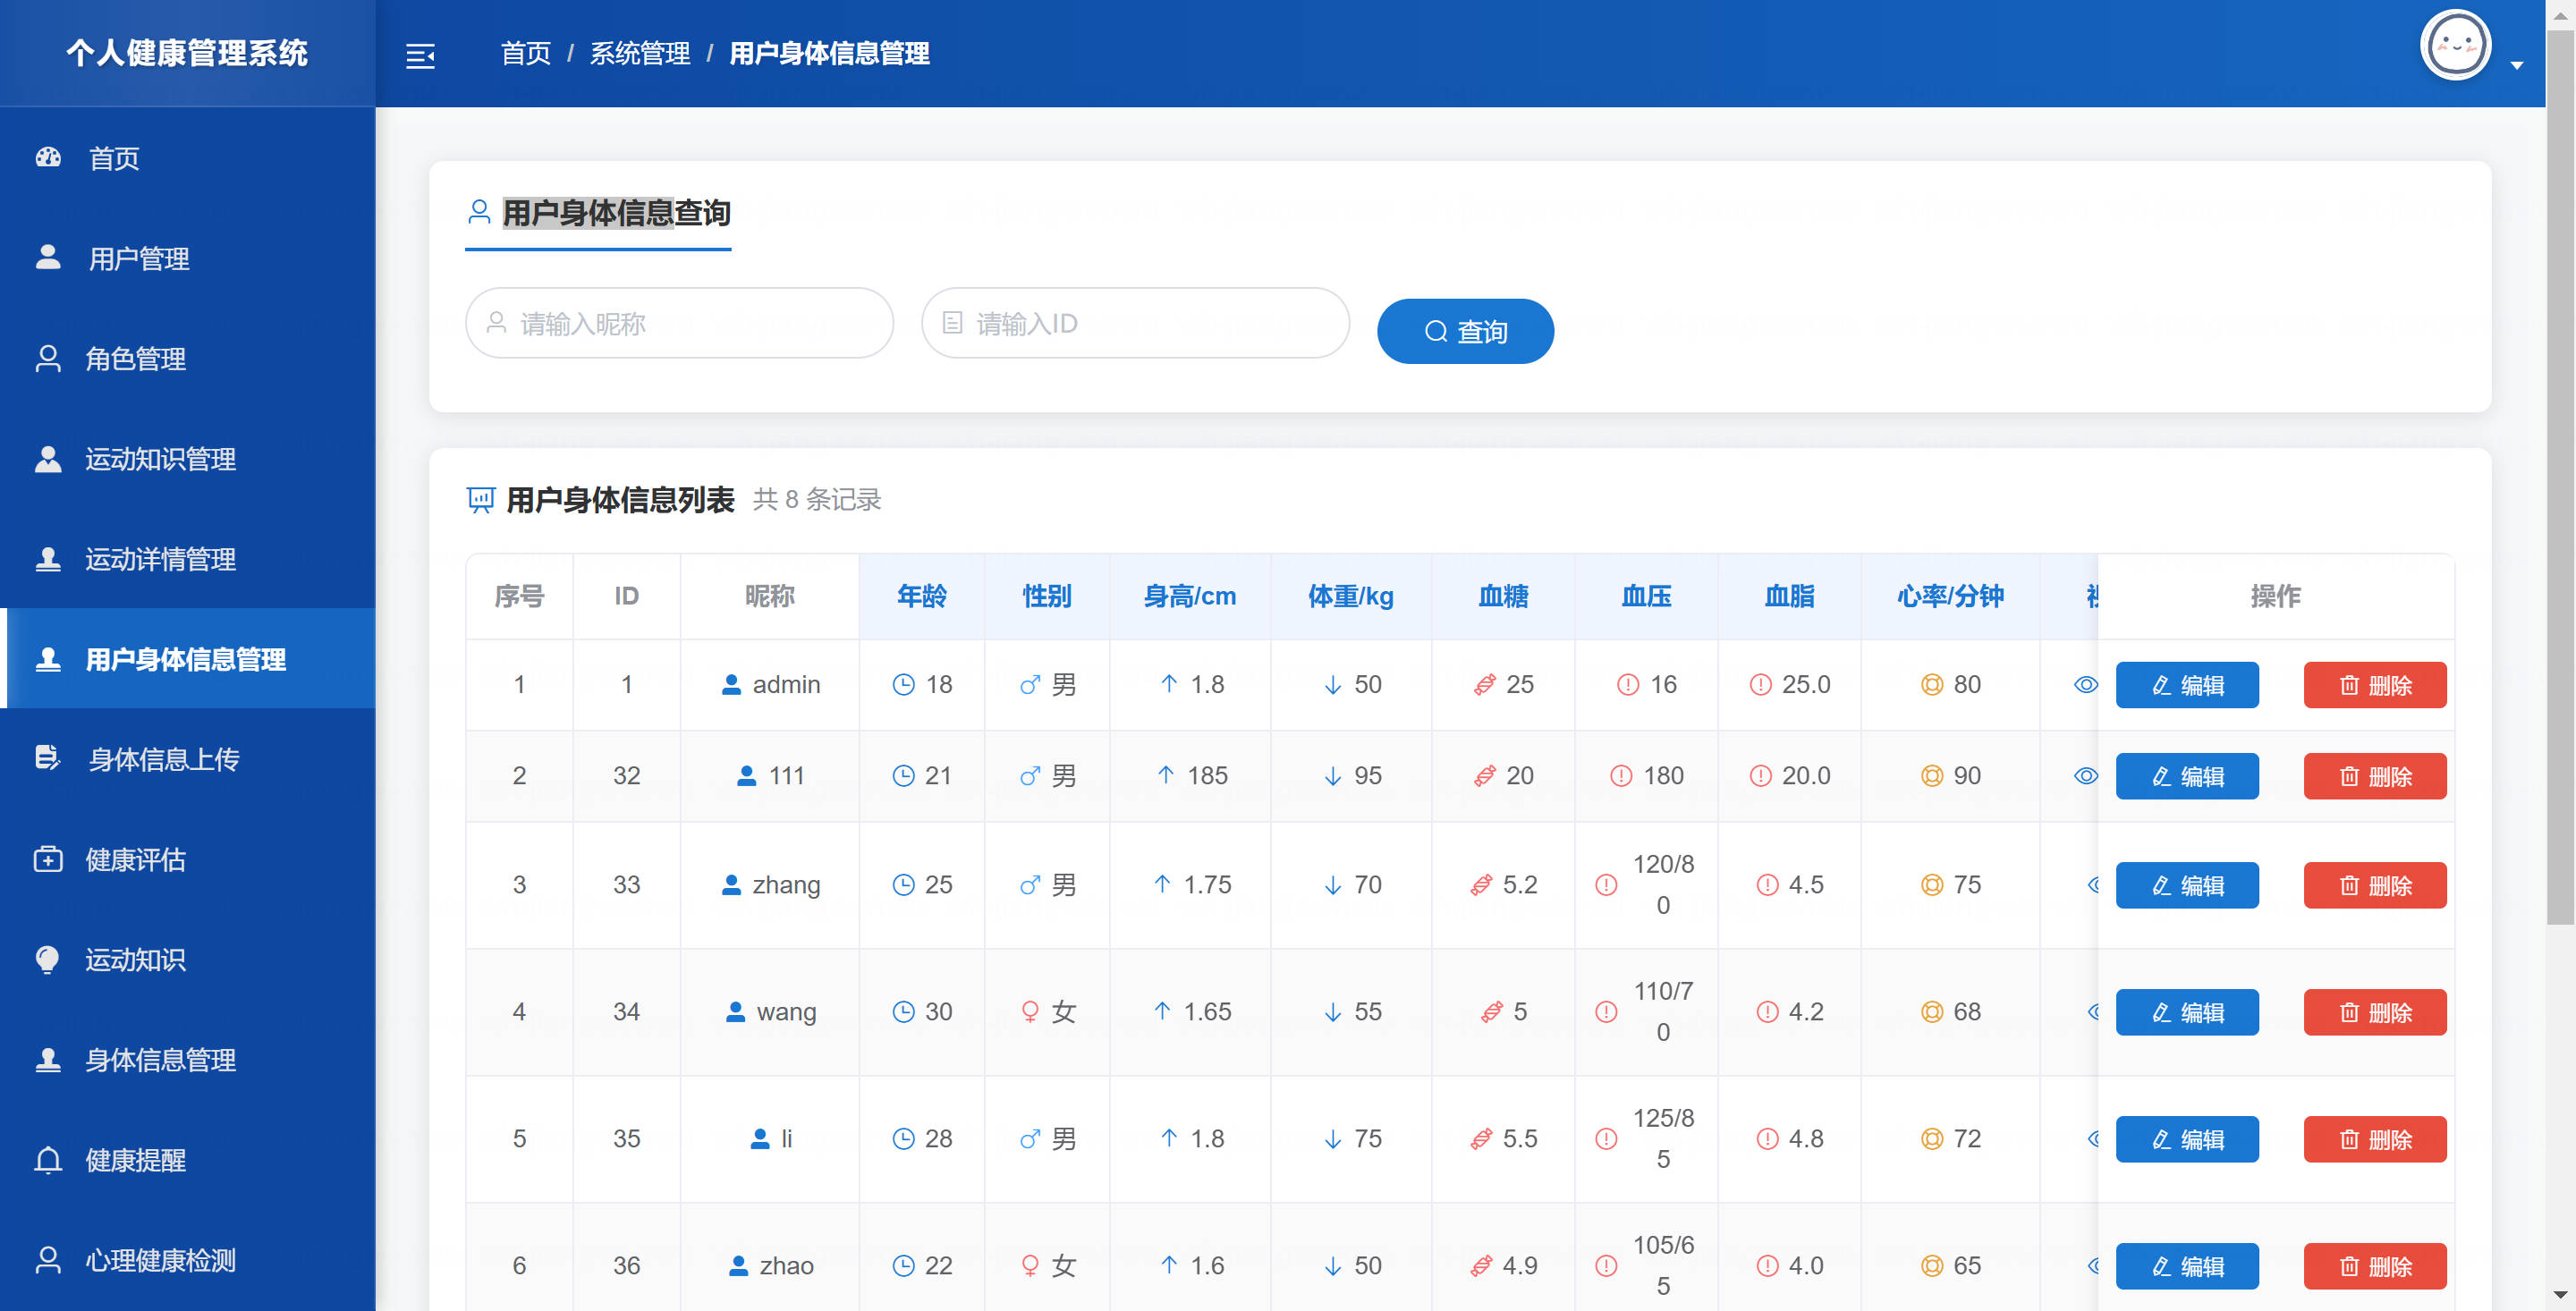 个人健康管理系统
首页 / 系统管理 / 用户身体信息管理
首页
用户管理
角色管理
运动知识管理
运动详情管理
用户身体信息管理
身体信息上传
健康评估
运动知识
身体信息管理
健康提醒
心理健康检测
用户身体信息查询
请输入昵称 请输入ID 查询
用户身体信息列表 共 8 条记录
序号 ID 昵称 年龄 性别 身高/cm 体重/kg 血糖 血压 血脂 心率/分钟 操作
1 1 admin 18 男 1.8 50 25 16 25.0 80 编辑 删除
2 32 111 21 男 185 95 20 180 20.0 90 编辑 删除
3 33 zhang 25 男 1.75 70 5.2 120/80 4.5 75 编辑 删除
4 34 wang 30 女 1.65 55 5 110/70 4.2 68 编辑 删除
5 35 li 28 男 1.8 75 5.5 125/85 4.8 72 编辑 删除
6 36 zhao 22 女 1.6 50 4.9 105/65 4.0 65 编辑 删除